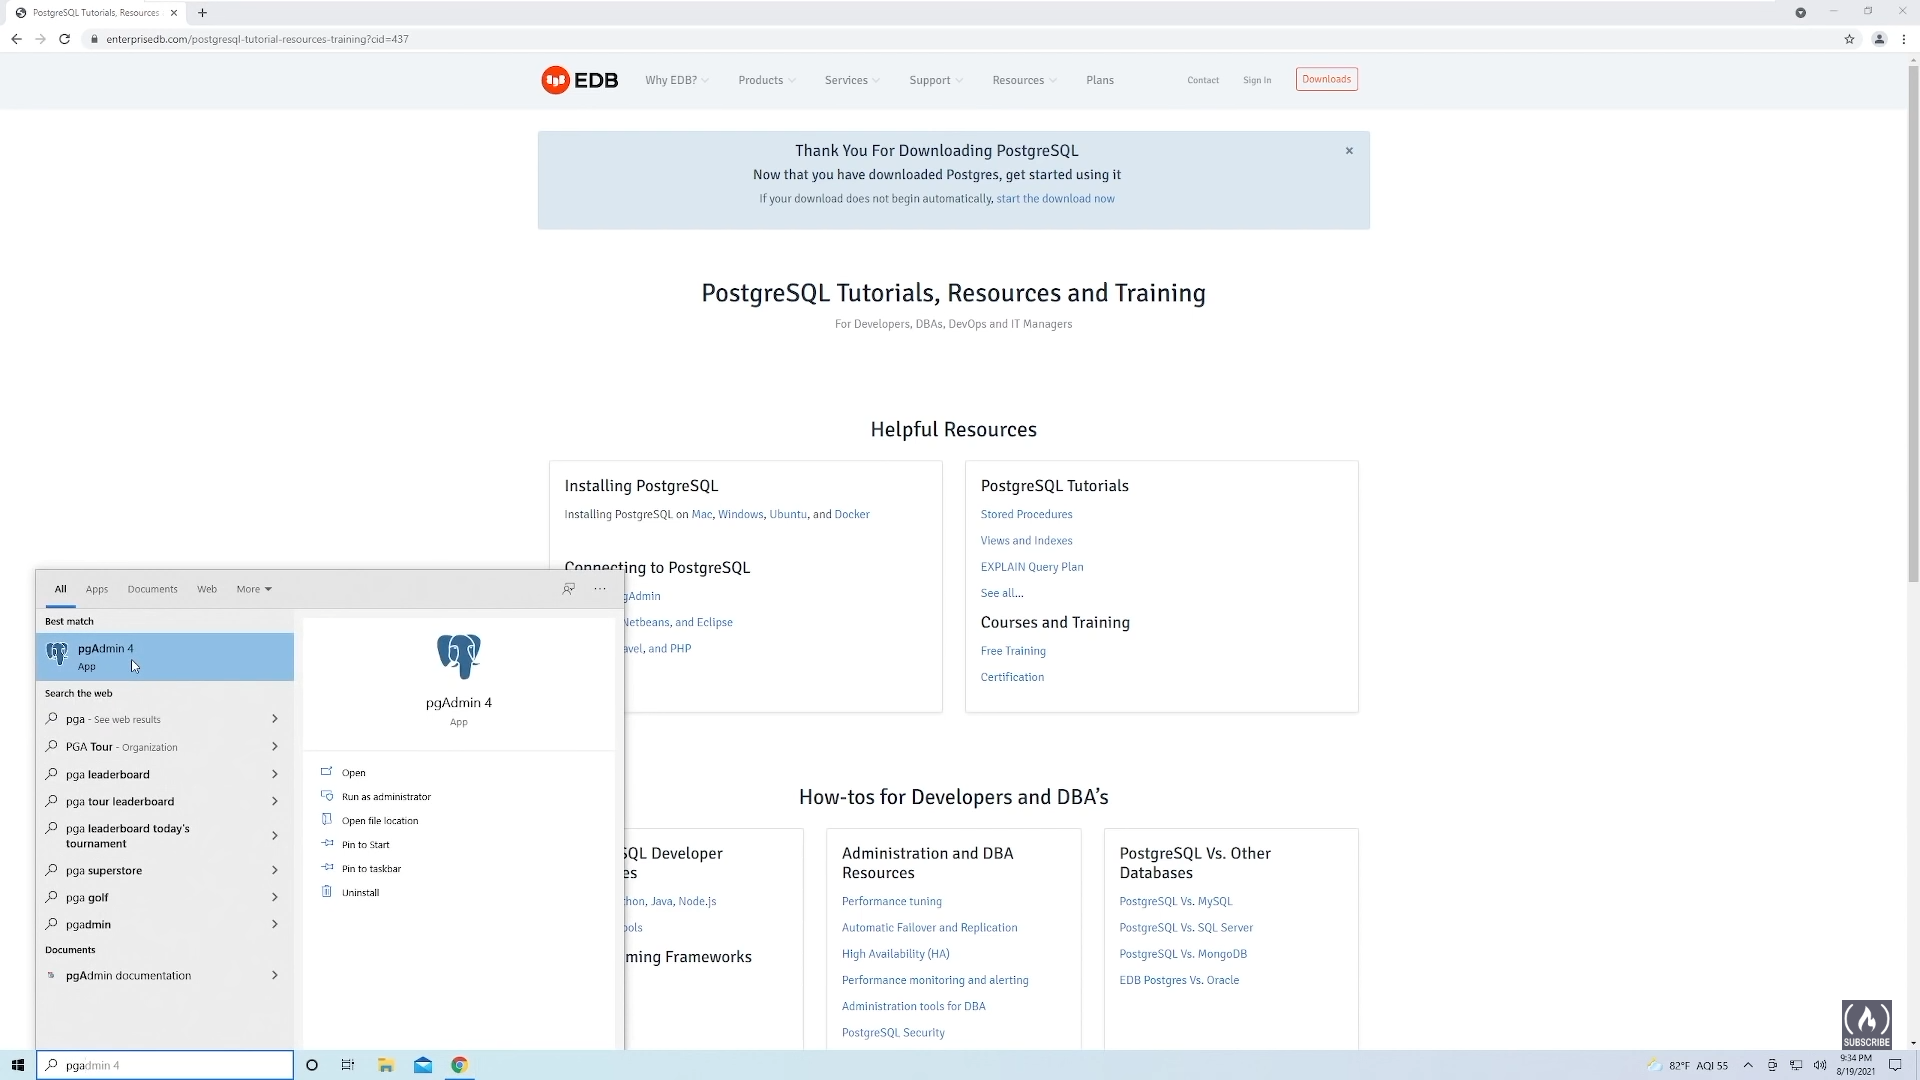 PostgreSQL Tutorials, Resources
enterprisedb.com/postgresql-tutorial-resources-training?cid=437
EDB
Why EDB?
Products
Services
Support
Resources
Plans
Contact
Sign In
Downloads
Thank You For Downloading PostgreSQL
Now that you have downloaded Postgres, get started using it
If your download does not begin automatically, start the download now
PostgreSQL Tutorials, Resources and Training
For Developers, DBAs, DevOps and IT Managers
Helpful Resources
Installing PostgreSQL
Installing PostgreSQL on Mac, Windows, Ubuntu, and Docker
Connecting to PostgreSQL
gAdmin
Netbeans, and Eclipse
avel, and PHP
PostgreSQL Tutorials
Stored Procedures
Views and Indexes
EXPLAIN Query Plan
See all...
Courses and Training
Free Training
Certification
How-tos for Developers and DBA's
SQL Developer
es
hon, Java, Node.js
ools
ming Frameworks
Administration and DBA
Resources
Performance tuning
Automatic Failover and Replication
High Availability (HA)
Performance monitoring and alerting
Administration tools for DBA
PostgreSQL Security
PostgreSQL Vs. Other
Databases
PostgreSQL Vs. MySQL
PostgreSQL Vs. SQL Server
PostgreSQL Vs. MongoDB
EDB Postgres Vs. Oracle
All
Apps
Documents
Web
More
Best match
pgAdmin 4
App
Search the web
pga - See web results
PGA Tour - Organization
pga leaderboard
pga tour leaderboard
pga leaderboard today's
tournament
pga superstore
pga golf
pgadmin
Documents
pgAdmin documentation
pgAdmin 4
App
Open
Run as administrator
Open file location
Pin to Start
Pin to taskbar
Uninstall
pgadmin 4
SUBSCRIBE
82°F AQI 55
9:34 PM
8/19/2021